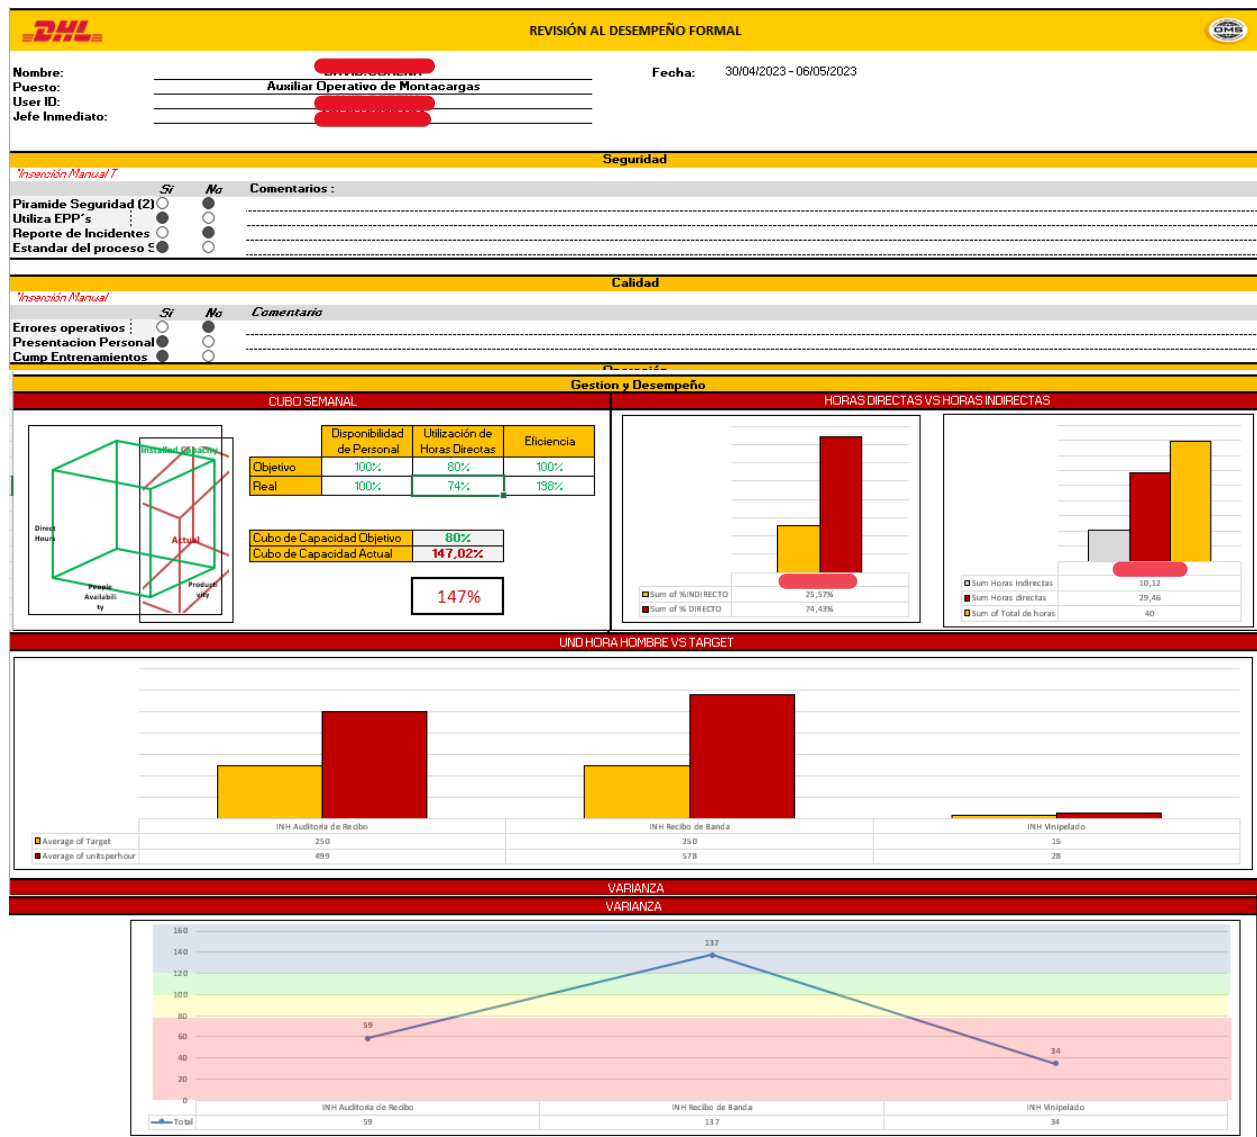 DHL
REVISIÓN AL DESEMPEÑO FORMAL
OMS
Nombre:
Fecha: 30/04/2023 - 06/05/2023
Puesto: Auxiliar Operativo de Montacargas
User ID:
Jefe Inmediato:
Seguridad
*Inserción Manual T
Si No Comentarios :
Piramide Seguridad (2)
Utiliza EPP´s
Reporte de Incidentes
Estandar del proceso S
Calidad
*Inserción Manual
Si No Comentario
Errores operativos
Presentacion Personal
Cump Entrenamientos
Operación
Gestion y Desempeño
CUBO SEMANAL
HORAS DIRECTAS VS HORAS INDIRECTAS
Installed Capacity
Direct
Hours
Actual
People
Availabili
ty
Producti
vity
Disponibilidad de Personal Utilización de Horas Directas Eficiencia
Objetivo 100% 80% 100%
Real 100% 74% 198%
Cubo de Capacidad Objetivo 80%
Cubo de Capacidad Actual 147,02%
147%
Sum of %INDIRECTO 25,57%
Sum of % DIRECTO 74,43%
Sum Horas indirectas 10,12
Sum Horas directas 29,46
Sum of Total de horas 40
UND HORA HOMBRE VS TARGET
INH Auditoria de Recibo INH Recibo de Banda INH Vinipelado
Average of Target 250 250 15
Average of unitsperhour 499 578 28
VARIANZA
VARIANZA
160
140
120
100
80
60
40
20
0
59
137
34
INH Auditoria de Recibo INH Recibo de Banda INH Vinipelado
Total 59 137 34